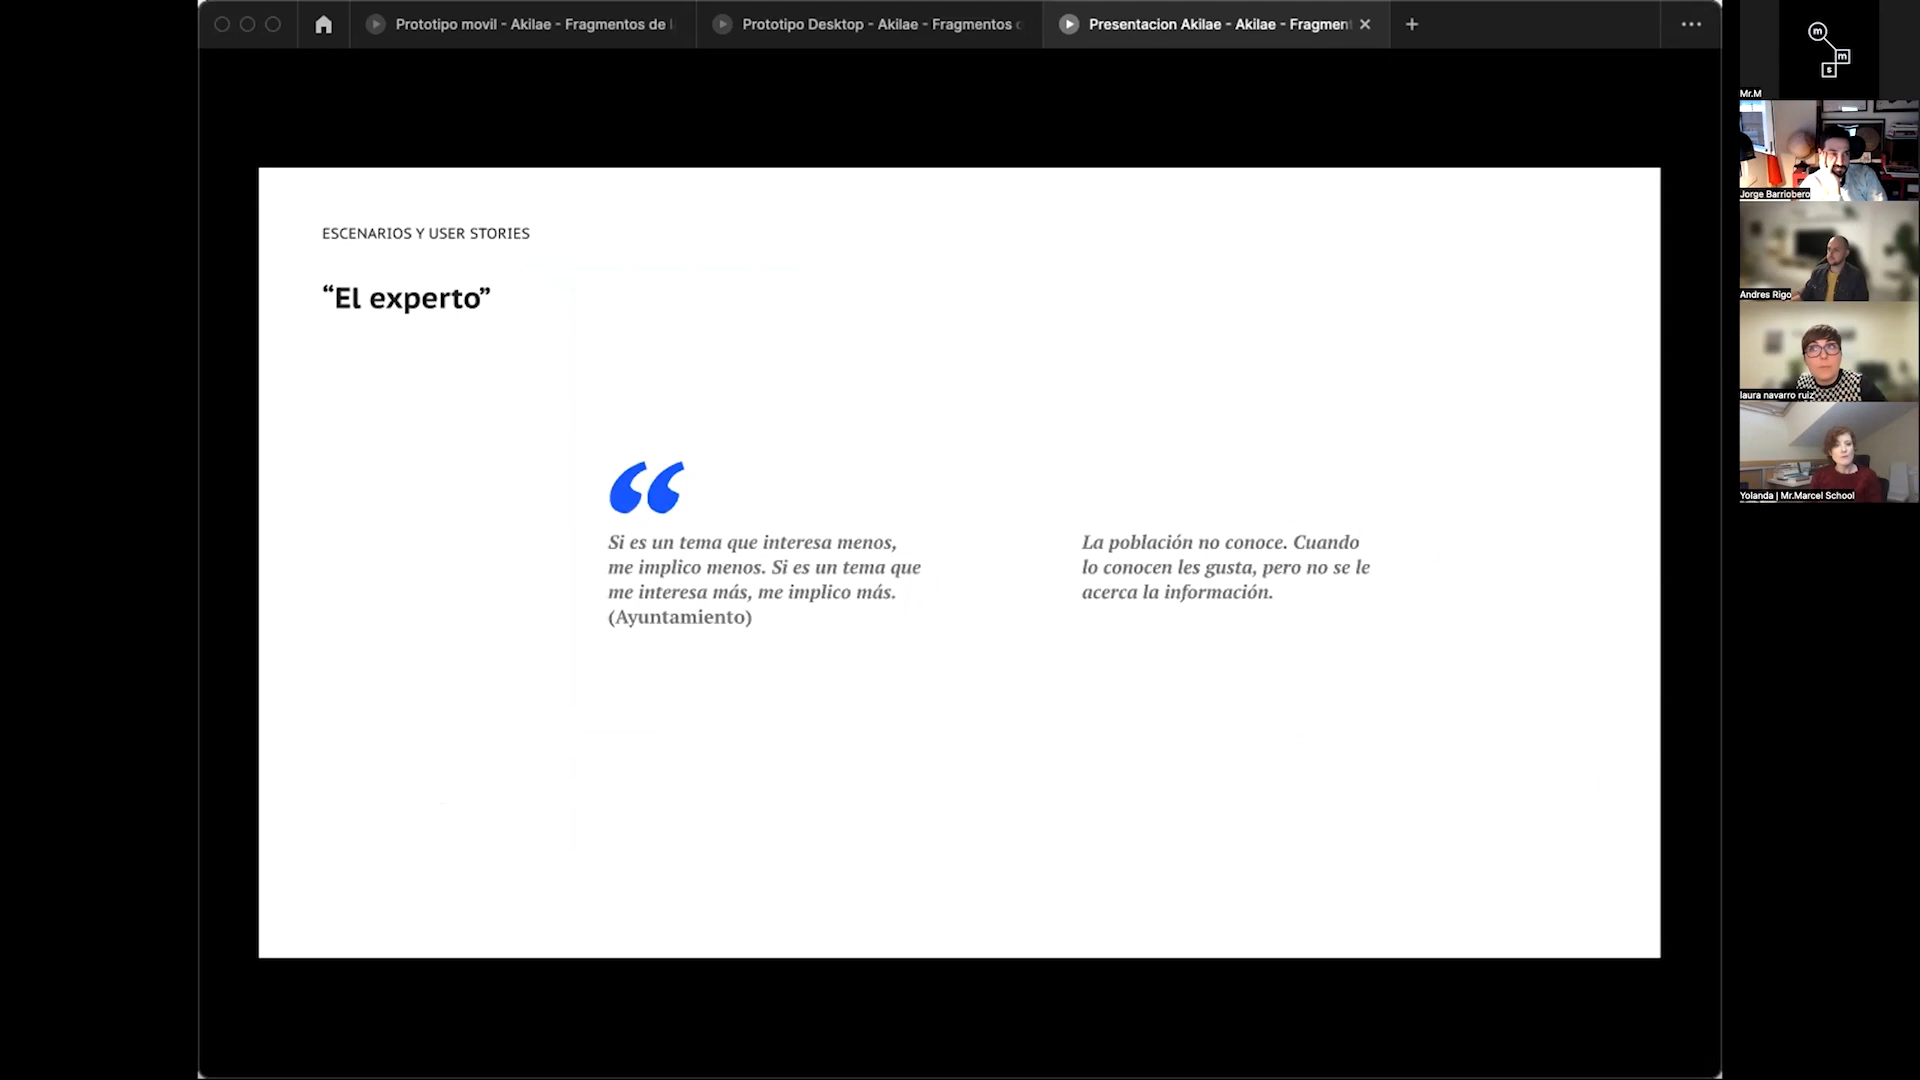 Prototipo movil - Akilae - Fragmentos de
Prototipo Desktop - Akilae - Fragmentos
Presentacion Akilae - Akilae - Fragment
ESCENARIOS Y USER STORIES
“El experto”
Si es un tema que interesa menos,
me implico menos. Si es un tema que
me interesa más, me implico más.
(Ayuntamiento)
La población no conoce. Cuando
lo conocen les gusta, pero no se le
acerca la información.
m
m
s
Mr.M
Jorge Barriobero
Andres Rigo
laura navarro ruiz
Yolanda | Mr.Marcel School